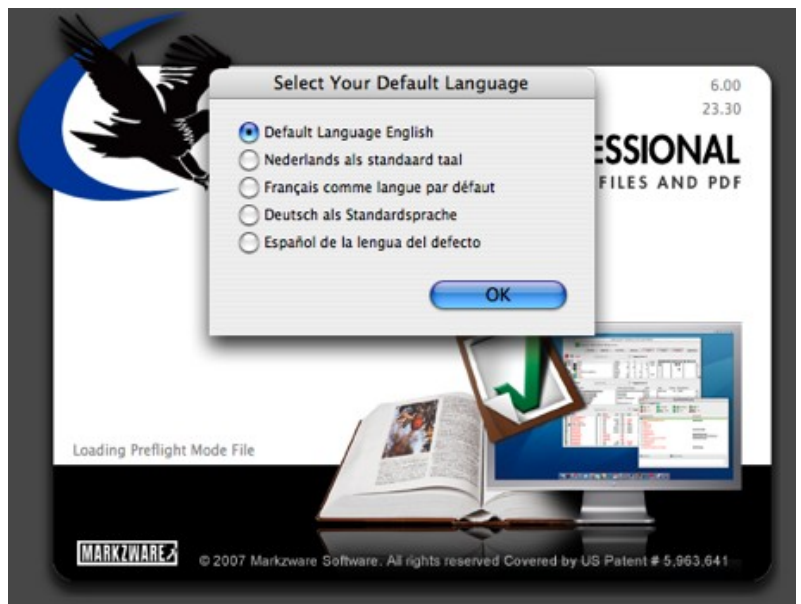 Select Your Default Language
6.00
23.30
Default Language English
Nederlands als standaard taal
Français comme langue par défaut
Deutsch als Standardsprache
Español de la lengua del defecto
ESSIONAL
FILES AND PDF
OK
Loading Preflight Mode File
MARKZWARE
© 2007 Markzware Software. All rights reserved Covered by US Patent # 5,963,641